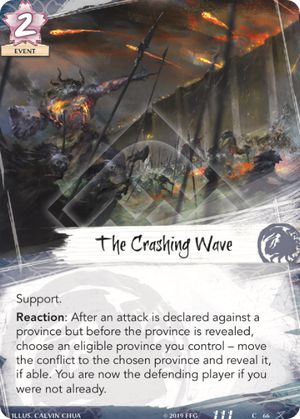 2
EVENT
The Crashing Wave
Support.
Reaction: After an attack is declared against a
province but before the province is revealed,
choose an eligible province you control – move
the conflict to the chosen province and reveal it,
if able. You are now the defending player if you
were not already.
ILLUS. CALVIN CHUA © 2019 FFG 111 C 66